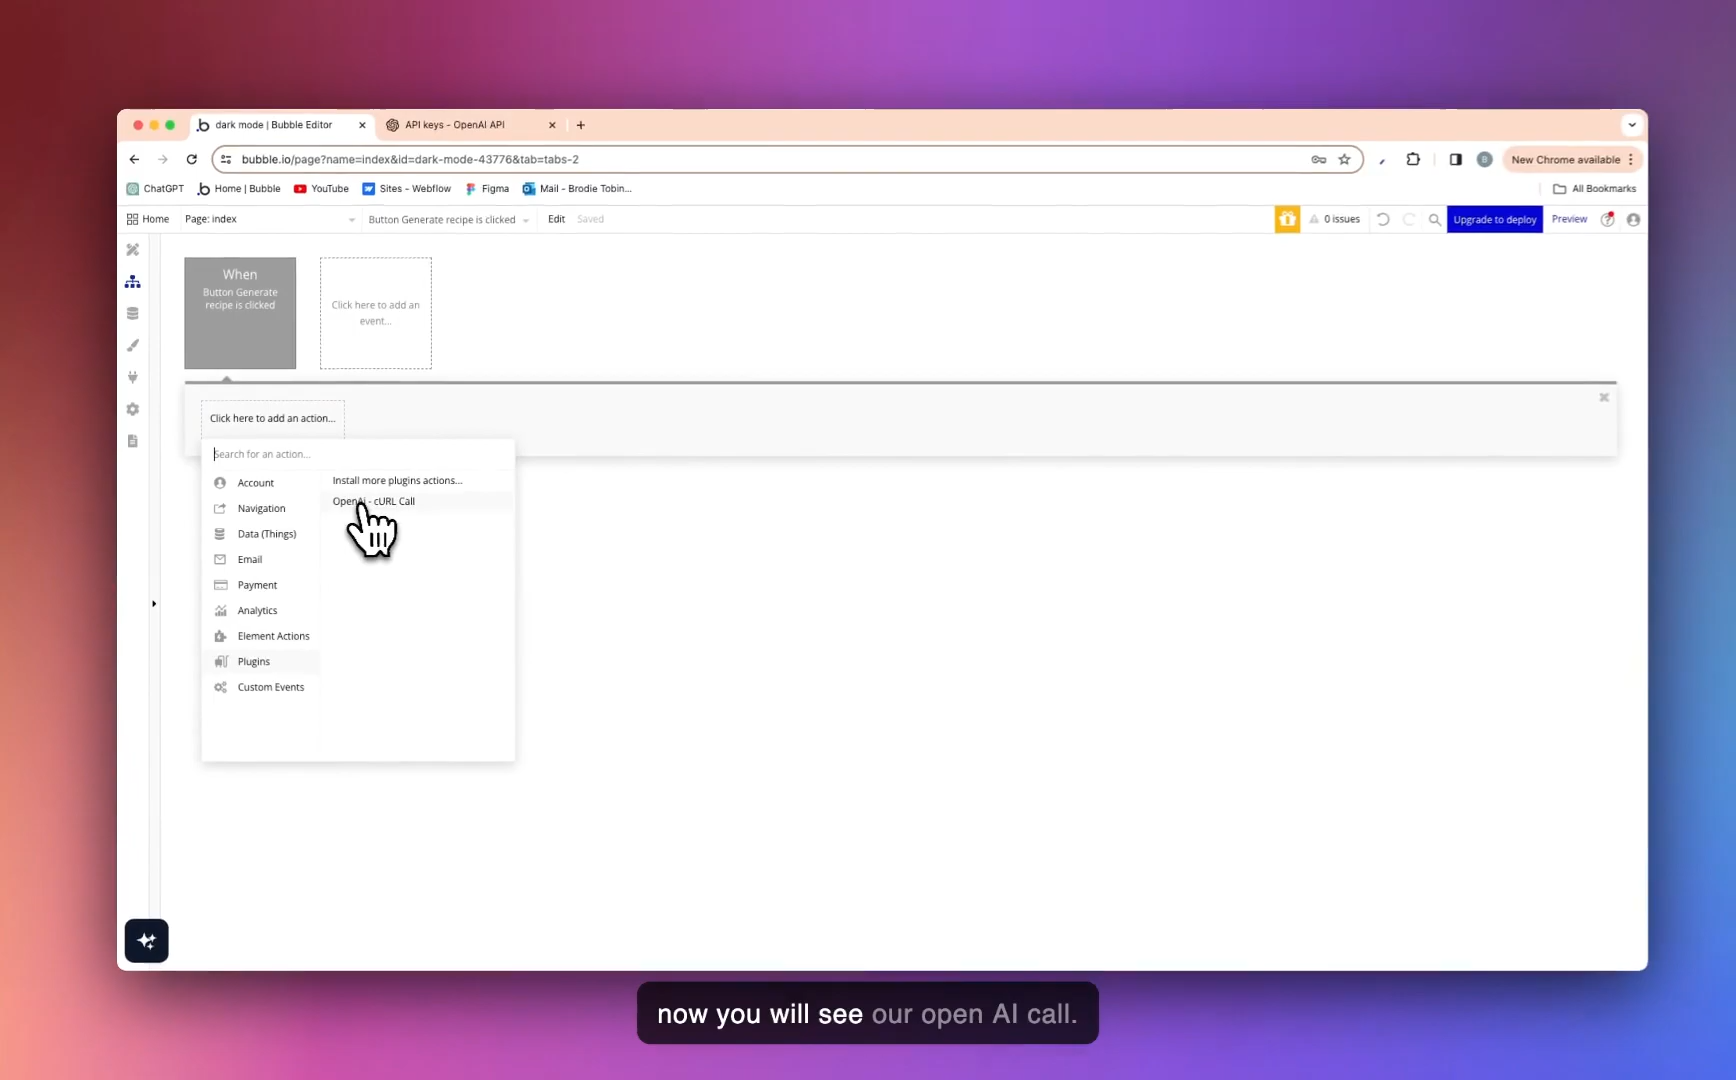 dark mode | Bubble Editor
API keys - OpenAI API
bubble.io/page?name=index&id=dark-mode-43776&tab=tabs-2
New Chrome available
ChatGPT
Home | Bubble
YouTube
Sites - Webflow
Figma
Mail - Brodie Tobin...
All Bookmarks
Home
Page: index
Button Generate recipe is clicked
Edit
Saved
0 issues
Upgrade to deploy
Preview
When
Button Generate
recipe is clicked
Click here to add an
event...
Click here to add an action...
Search for an action...
Account
Navigation
Data (Things)
Email
Payment
Analytics
Element Actions
Plugins
Custom Events
Install more plugins actions...
OpenAi - cURL Call
now you will see our open AI call.